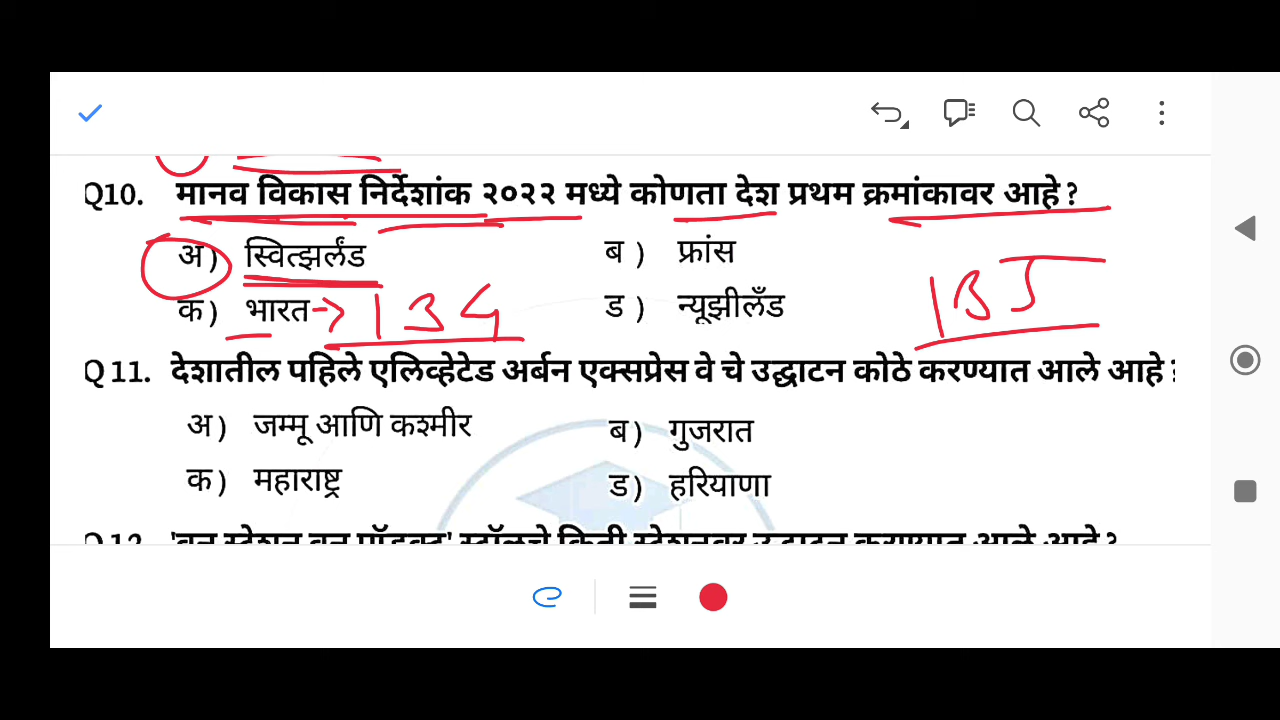 Q10. मानव विकास निर्देशांक २०२२ मध्ये कोणता देश प्रथम क्रमांकावर आहे?
अ) स्वित्झर्लंड
ब) फ्रांस
क) भारत → 134
ड) न्यूझीलँड
Q 11. देशातील पहिले एलिव्हेटेड अर्बन एक्सप्रेस वे चे उद्घाटन कोठे करण्यात आले आहे ?
अ) जम्मू आणि कश्मीर
ब) गुजरात
क) महाराष्ट्र
ड) हरियाणा